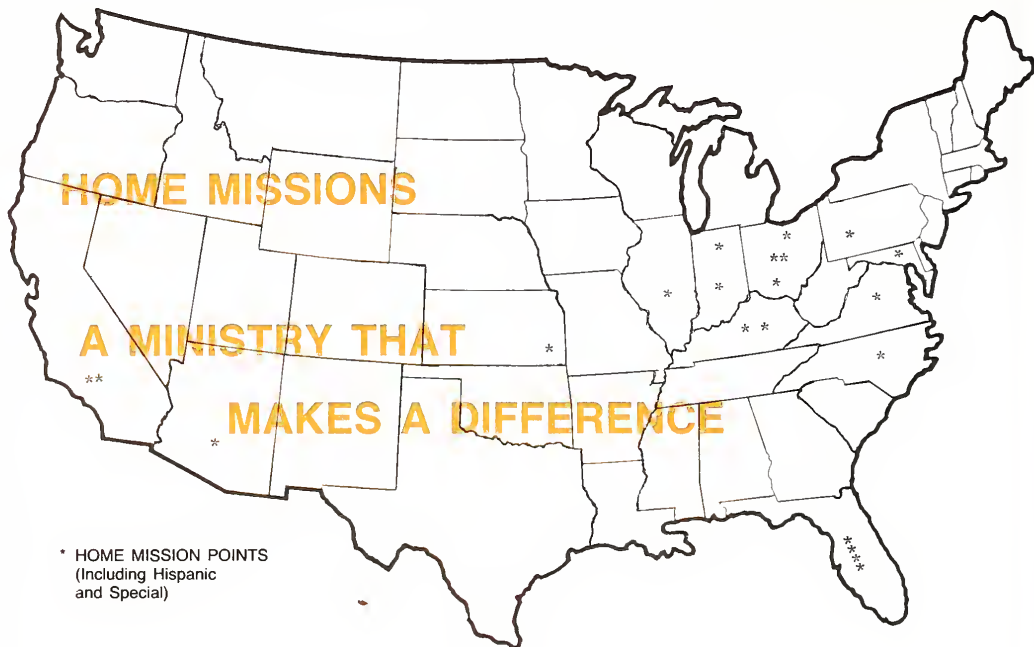 HOME MISSIONS
A MINISTRY THAT
MAKES A DIFFERENCE
* HOME MISSION POINTS
(Including Hispanic
and Special)